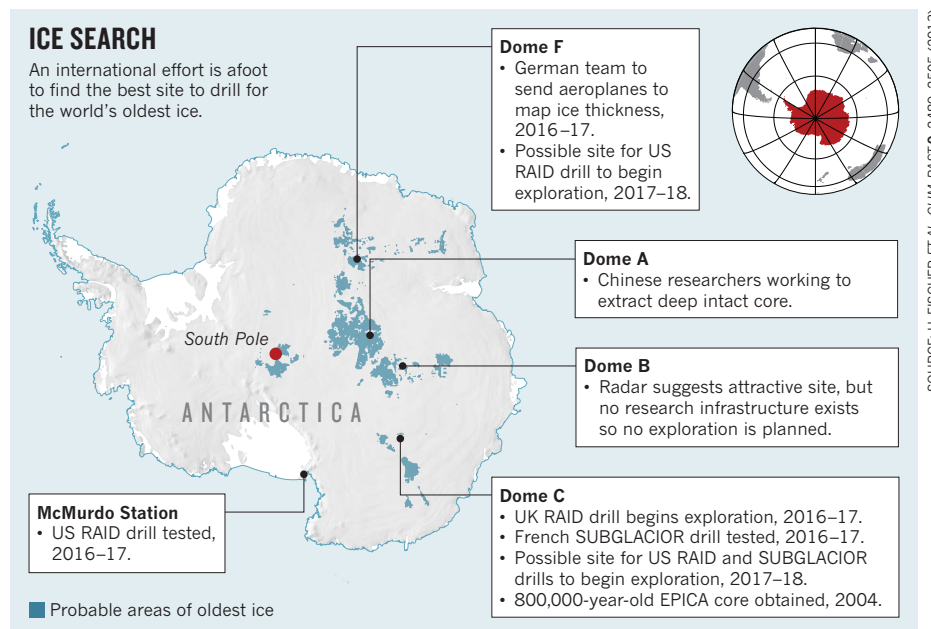 ICE SEARCH
An international effort is afoot
to find the best site to drill for
the world's oldest ice.
Dome F
• German team to
send aeroplanes to
map ice thickness,
2016–17.
• Possible site for US
RAID drill to begin
exploration, 2017–18.
Dome A
• Chinese researchers working to
extract deep intact core.
South Pole
Dome B
• Radar suggests attractive site, but
no research infrastructure exists
so no exploration is planned.
ANTARCTICA
Dome C
• UK RAID drill begins exploration, 2016–17.
• French SUBGLACIOR drill tested, 2016–17.
• Possible site for US RAID and SUBGLACIOR
drills to begin exploration, 2017–18.
• 800,000-year-old EPICA core obtained, 2004.
McMurdo Station
• US RAID drill tested,
2016–17.
Probable areas of oldest ice